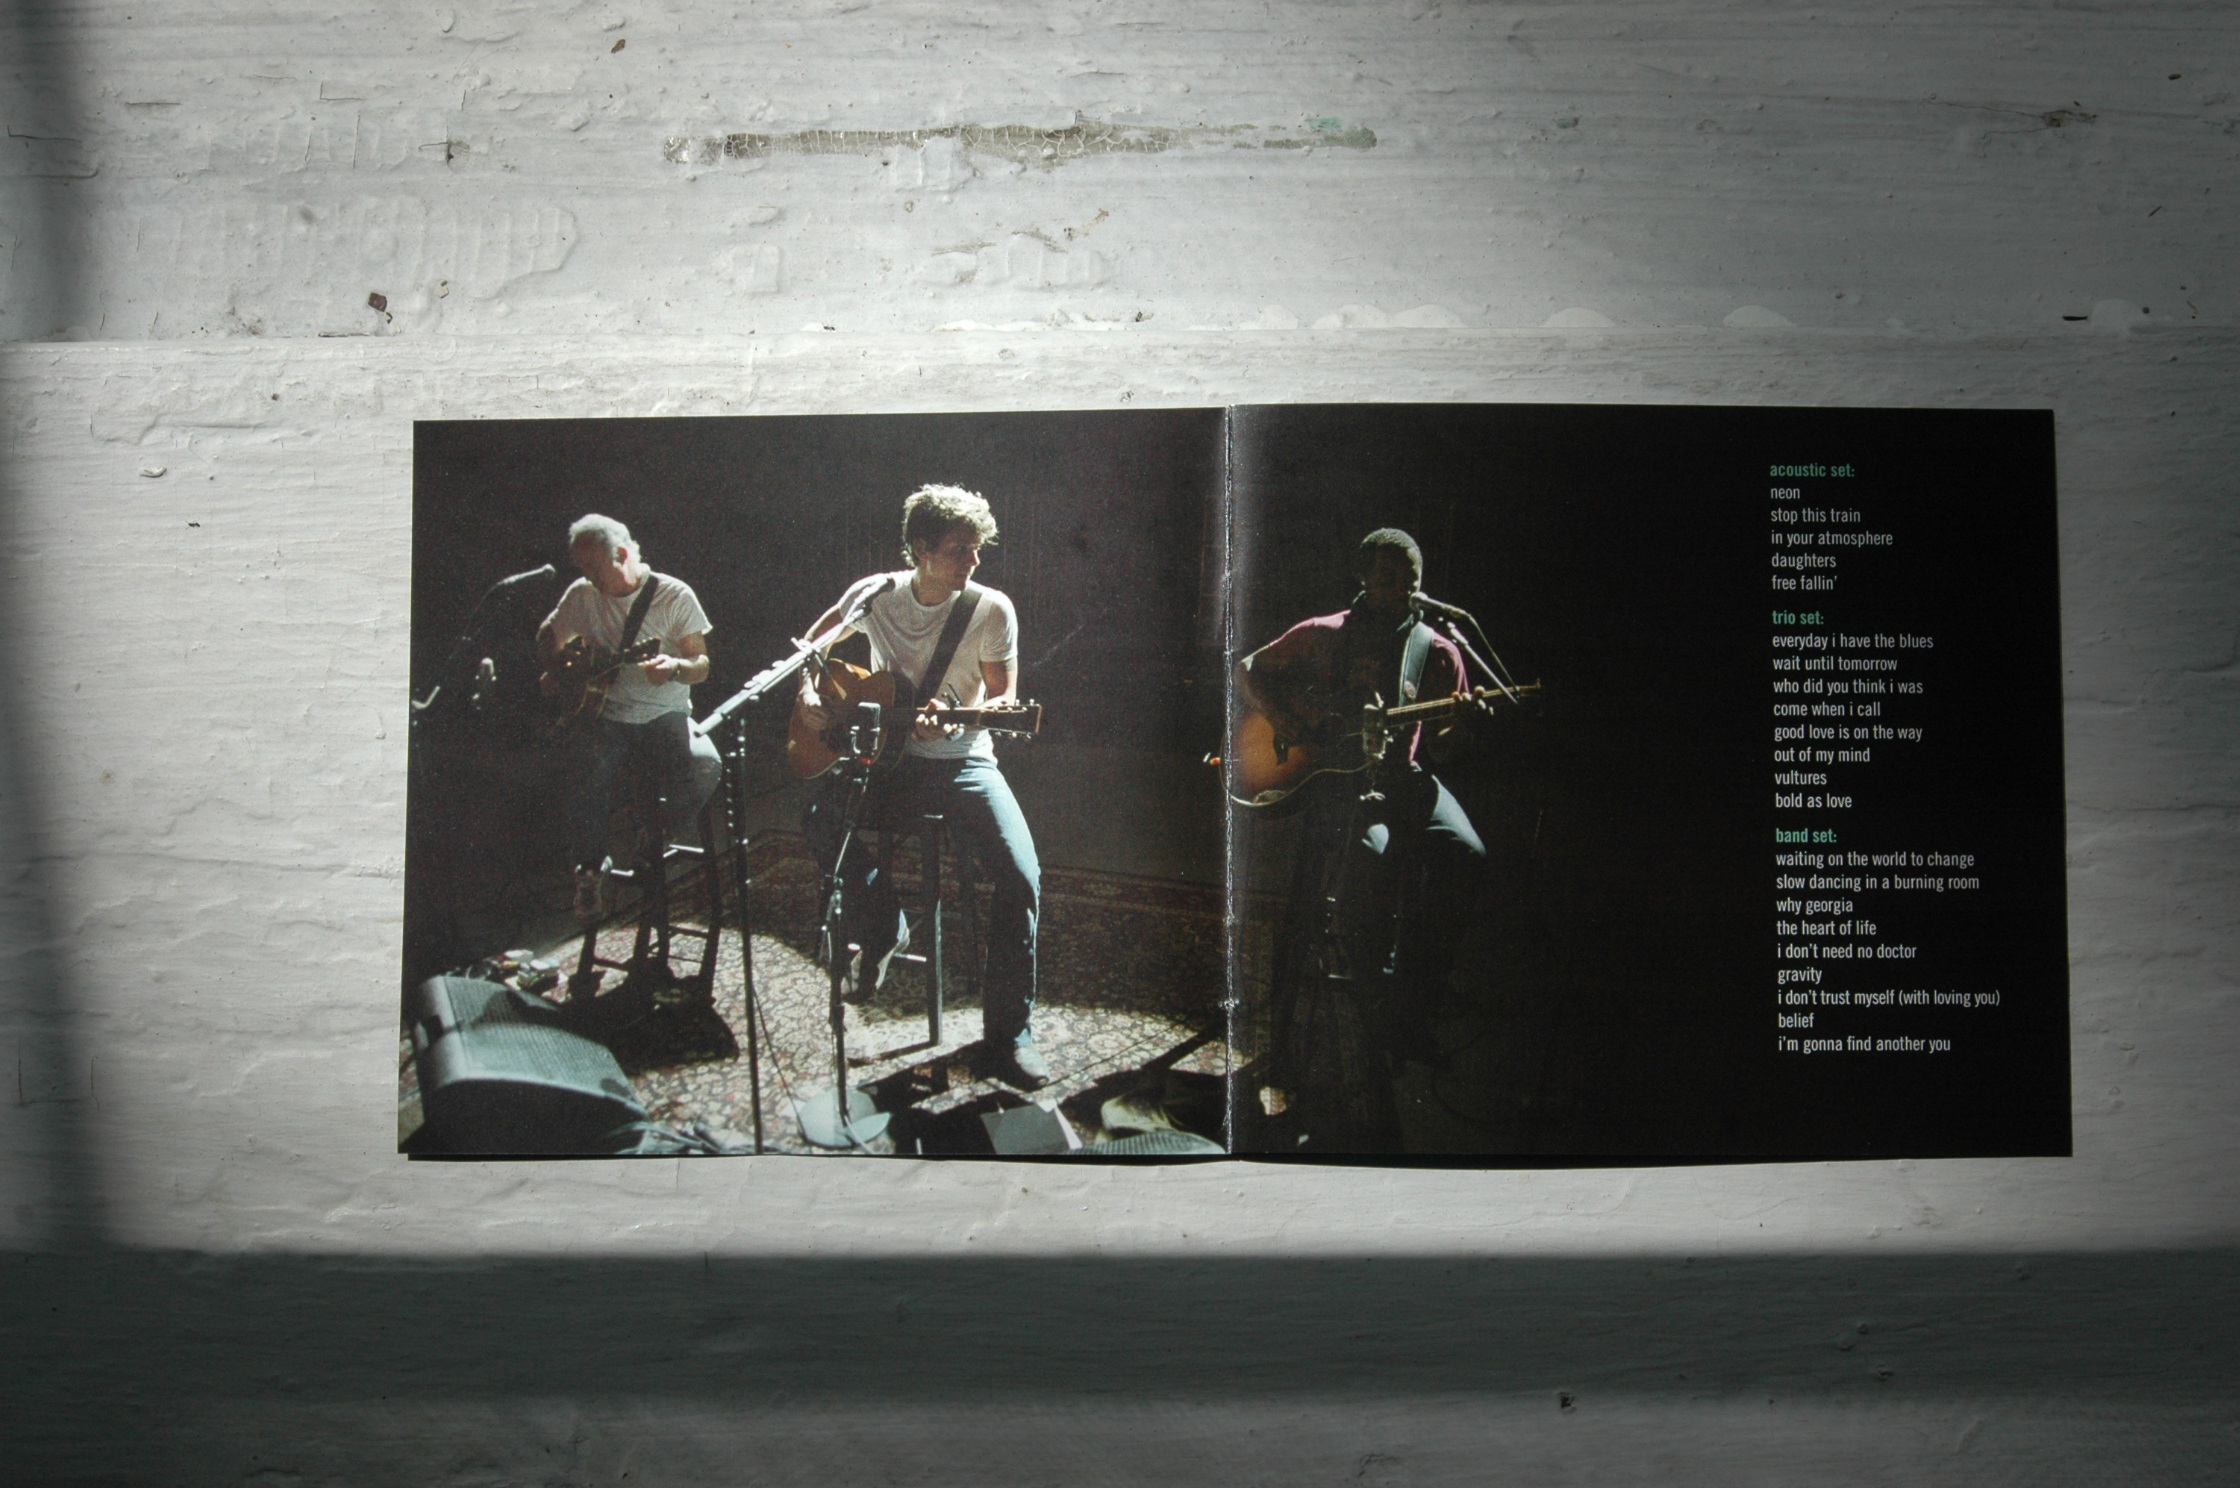 acoustic set:
neon
stop this train
in your atmosphere
daughters
free fallin'
trio set:
everyday i have the blues
wait until tomorrow
who did you think i was
come when i call
good love is on the way
out of my mind
vultures
bold as love
band set:
waiting on the world to change
slow dancing in a burning room
why georgia
the heart of life
i don't need no doctor
gravity
i don't trust myself (with loving you)
belief
i'm gonna find another you